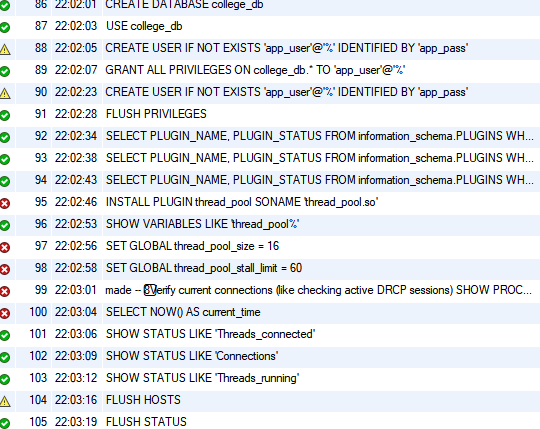 86 22:02:01 CREATE DATABASE college_db
87 22:02:03 USE college_db
88 22:02:05 CREATE USER IF NOT EXISTS 'app_user'@'%' IDENTIFIED BY 'app_pass'
89 22:02:07 GRANT ALL PRIVILEGES ON college_db.* TO 'app_user'@'%'
90 22:02:23 CREATE USER IF NOT EXISTS 'app_user'@'%' IDENTIFIED BY 'app_pass'
91 22:02:28 FLUSH PRIVILEGES
92 22:02:34 SELECT PLUGIN_NAME, PLUGIN_STATUS FROM information_schema.PLUGINS WH...
93 22:02:38 SELECT PLUGIN_NAME, PLUGIN_STATUS FROM information_schema.PLUGINS WH...
94 22:02:43 SELECT PLUGIN_NAME, PLUGIN_STATUS FROM information_schema.PLUGINS WH...
95 22:02:46 INSTALL PLUGIN thread_pool SONAME 'thread_pool.so'
96 22:02:53 SHOW VARIABLES LIKE 'thread_pool%'
97 22:02:56 SET GLOBAL thread_pool_size = 16
98 22:02:58 SET GLOBAL thread_pool_stall_limit = 60
99 22:03:01 made -- Verify current connections (like checking active DRCP sessions) SHOW PROC...
100 22:03:04 SELECT NOW() AS current_time
101 22:03:06 SHOW STATUS LIKE 'Threads_connected'
102 22:03:09 SHOW STATUS LIKE 'Connections'
103 22:03:12 SHOW STATUS LIKE 'Threads_running'
104 22:03:16 FLUSH HOSTS
105 22:03:19 FLUSH STATUS